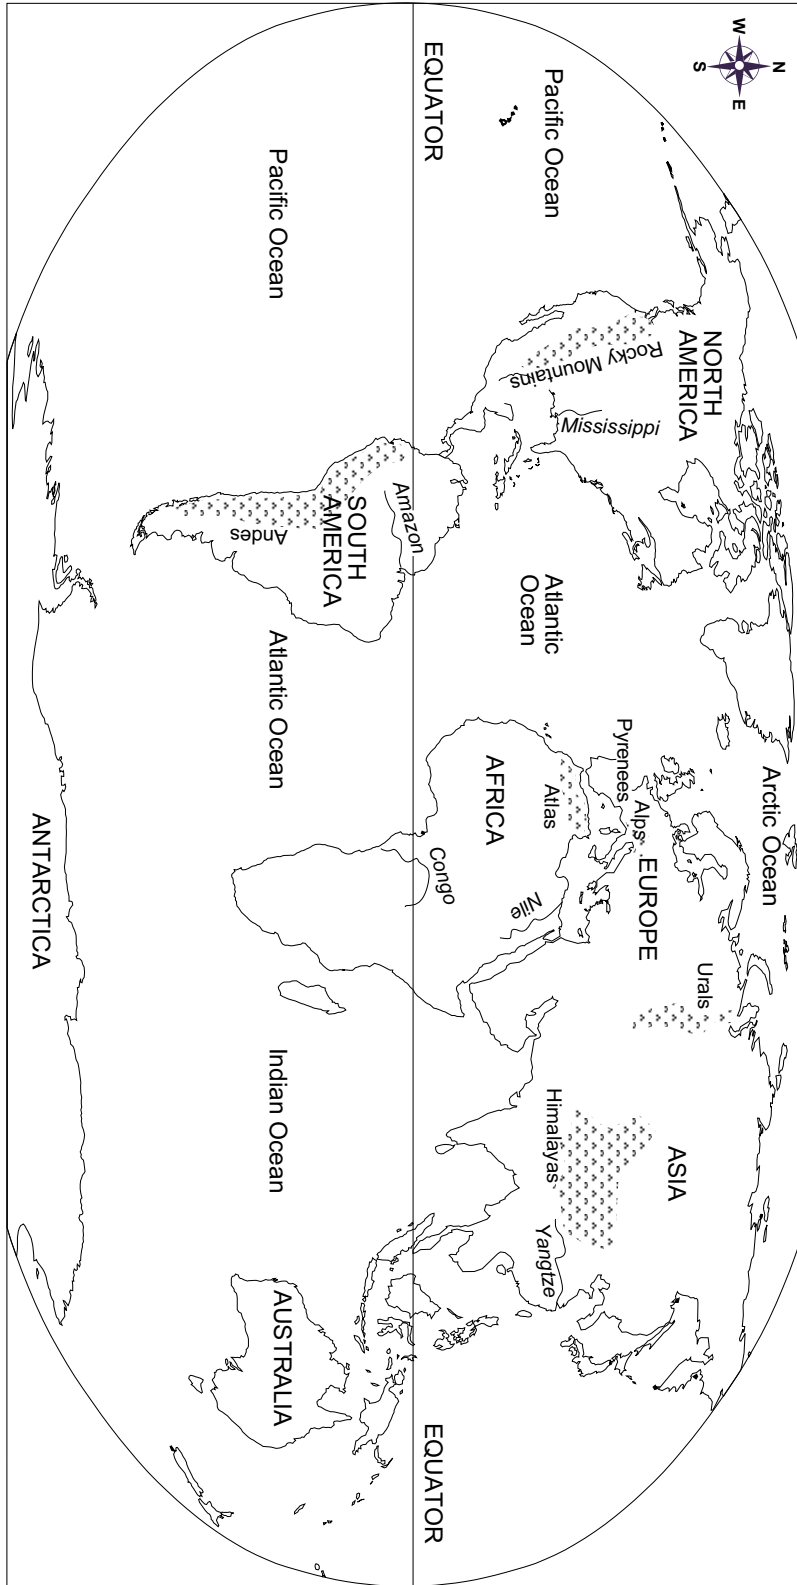 N
W
E
S
Arctic Ocean
NORTH
AMERICA
Rocky Mountains
Mississippi
Pacific Ocean
Atlantic
Ocean
EUROPE
Alps
Pyrenees
Atlas
AFRICA
Nile
Congo
Urals
ASIA
Himalayas
Yangtze
EQUATOR
EQUATOR
Amazon
SOUTH
AMERICA
Andes
Pacific Ocean
Atlantic Ocean
Indian Ocean
AUSTRALIA
ANTARCTICA